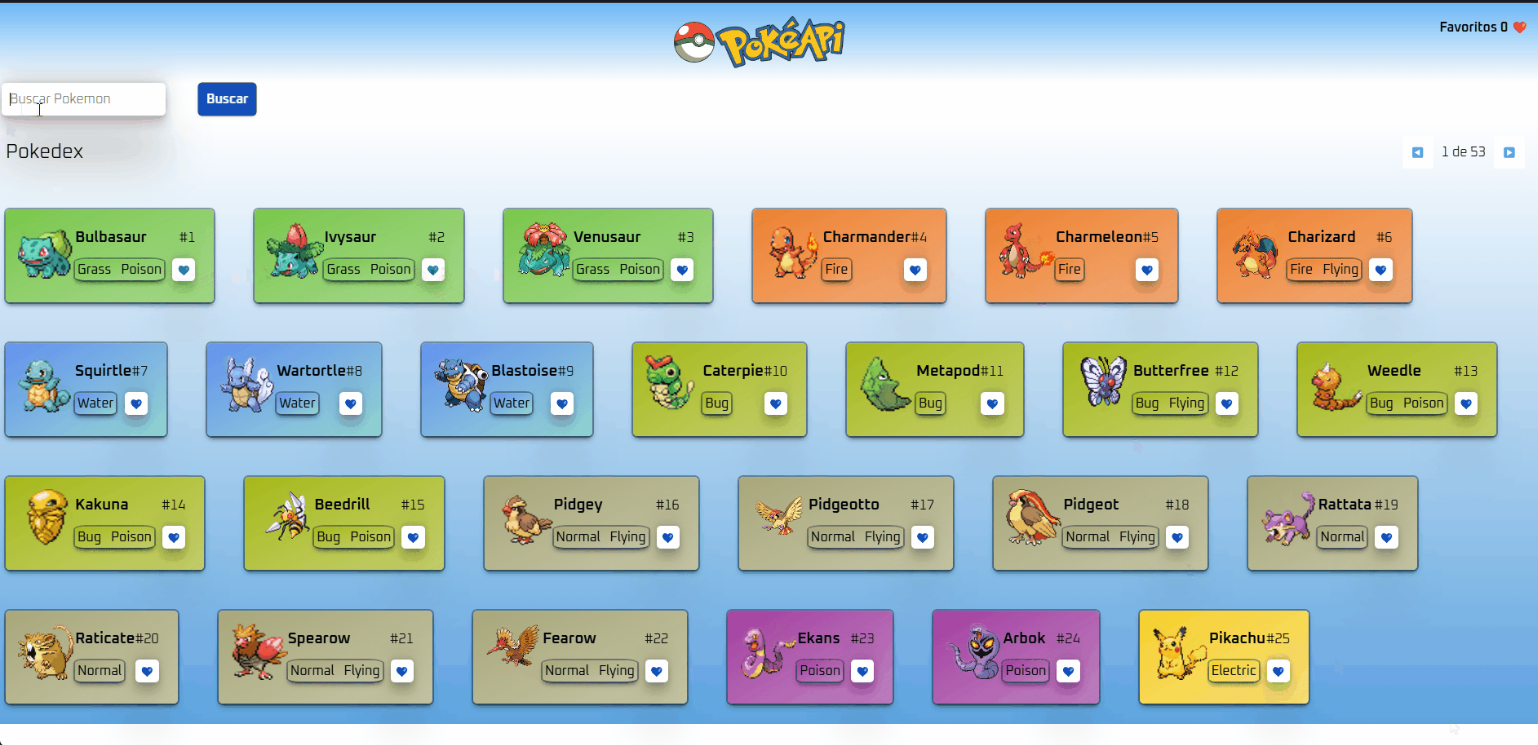 PokéApi
Favoritos 0 ❤️
Buscar Pokemon
Buscar
Pokedex
1 de 53
Bulbasaur #1
Grass Poison
Ivysaur #2
Grass Poison
Venusaur #3
Grass Poison
Charmander#4
Fire
Charmeleon#5
Fire
Charizard #6
Fire Flying
Squirtle#7
Water
Wartortle#8
Water
Blastoise#9
Water
Caterpie#10
Bug
Metapod#11
Bug
Butterfree #12
Bug Flying
Weedle #13
Bug Poison
Kakuna #14
Bug Poison
Beedrill #15
Bug Poison
Pidgey #16
Normal Flying
Pidgeotto #17
Normal Flying
Pidgeot #18
Normal Flying
Rattata #19
Normal
Raticate#20
Normal
Spearow #21
Normal Flying
Fearow #22
Normal Flying
Ekans #23
Poison
Arbok #24
Poison
Pikachu#25
Electric